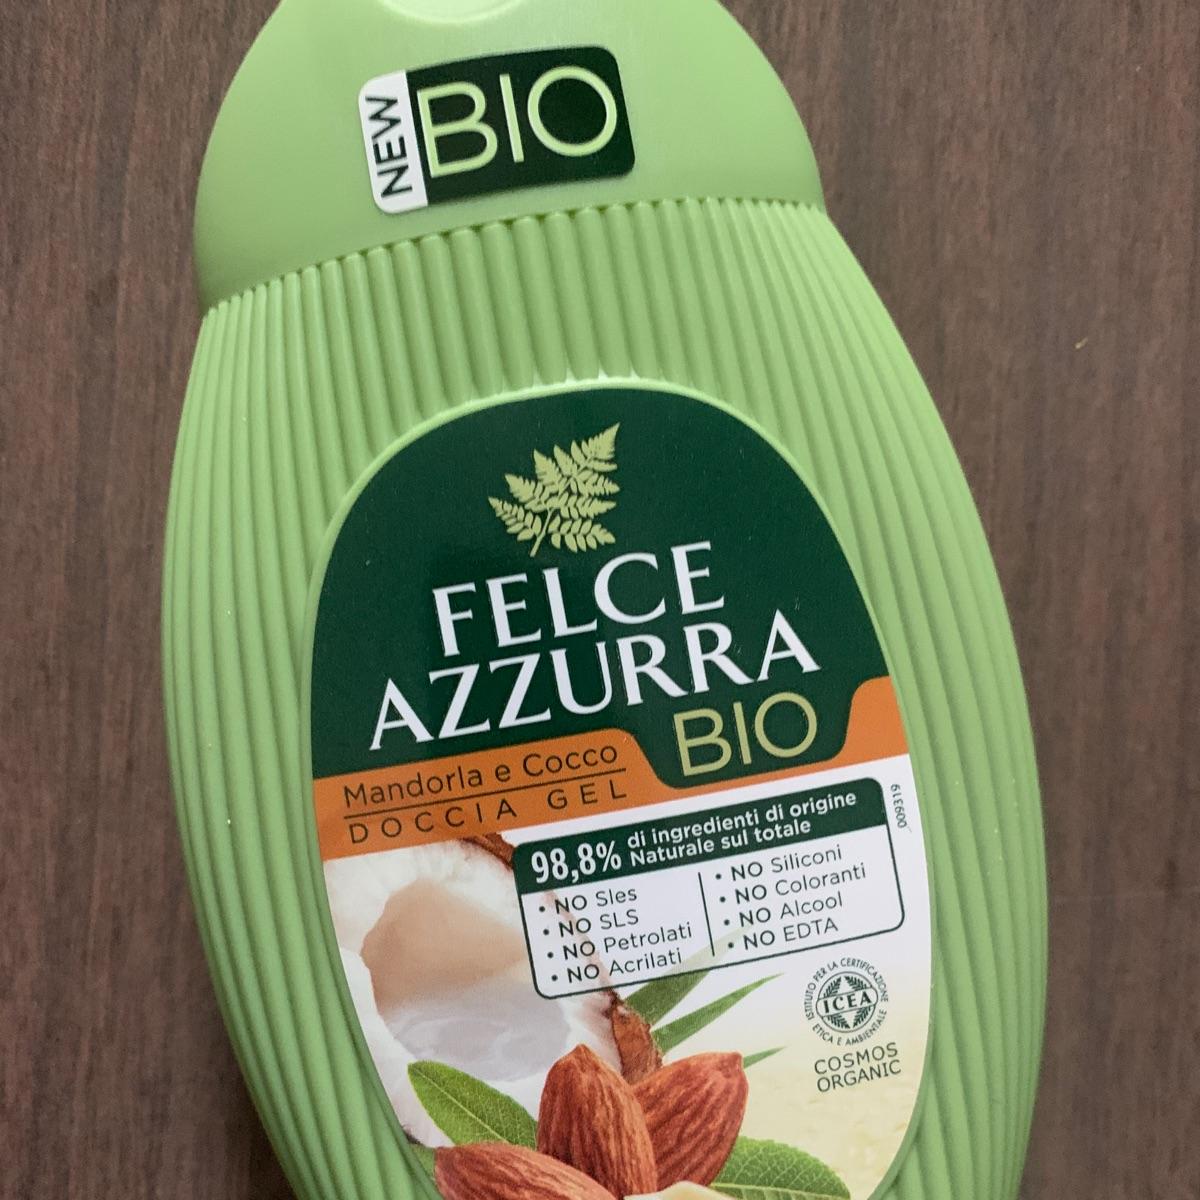 NEW
BIO
FELCE
AZZURRA
BIO
Mandorla e Cocco
DOCCIA GEL
98,8% di ingredienti di origine
Naturale sul totale
• NO Sles
• NO SLS
• NO Petrolati
• NO Acrilati
• NO Siliconi
• NO Coloranti
• NO Alcool
• NO EDTA
009319
ISTITUTO PER LA CERTIFICAZIONE
ICEA
ETICA E AMBIENTALE
COSMOS
ORGANIC